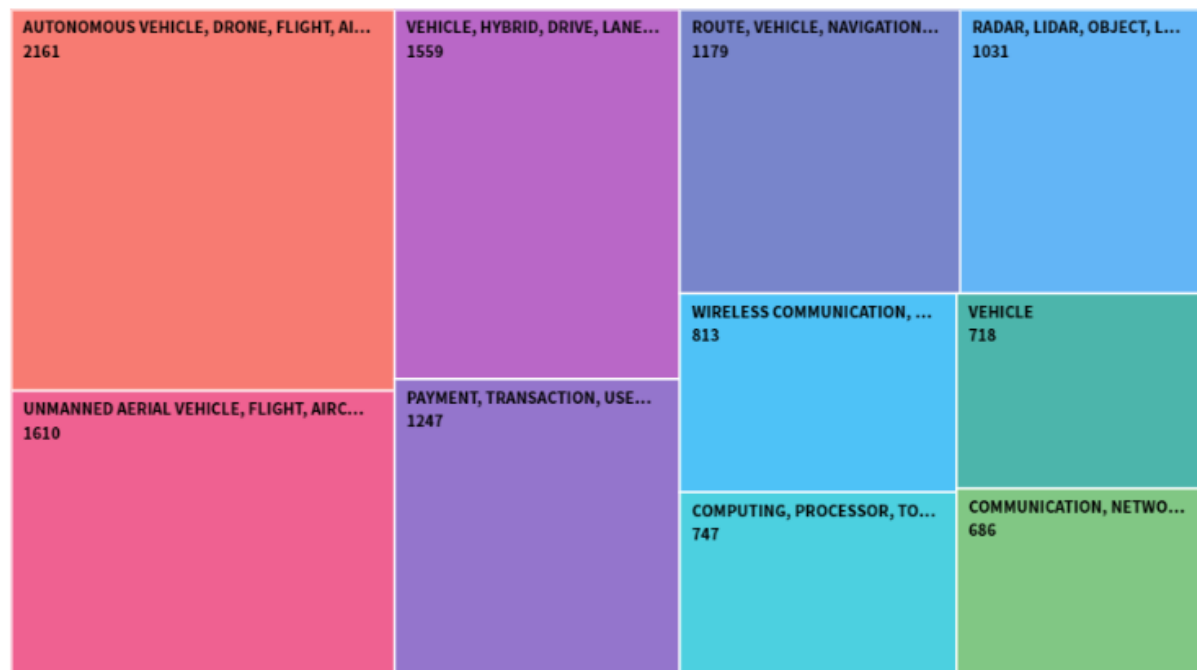 AUTONOMOUS VEHICLE, DRONE, FLIGHT, AI...
2161
VEHICLE, HYBRID, DRIVE, LANE...
1559
ROUTE, VEHICLE, NAVIGATION...
1179
RADAR, LIDAR, OBJECT, L...
1031
WIRELESS COMMUNICATION, ...
813
VEHICLE
718
UNMANNED AERIAL VEHICLE, FLIGHT, AIRC...
1610
PAYMENT, TRANSACTION, USE...
1247
COMPUTING, PROCESSOR, TO...
747
COMMUNICATION, NETWO...
686